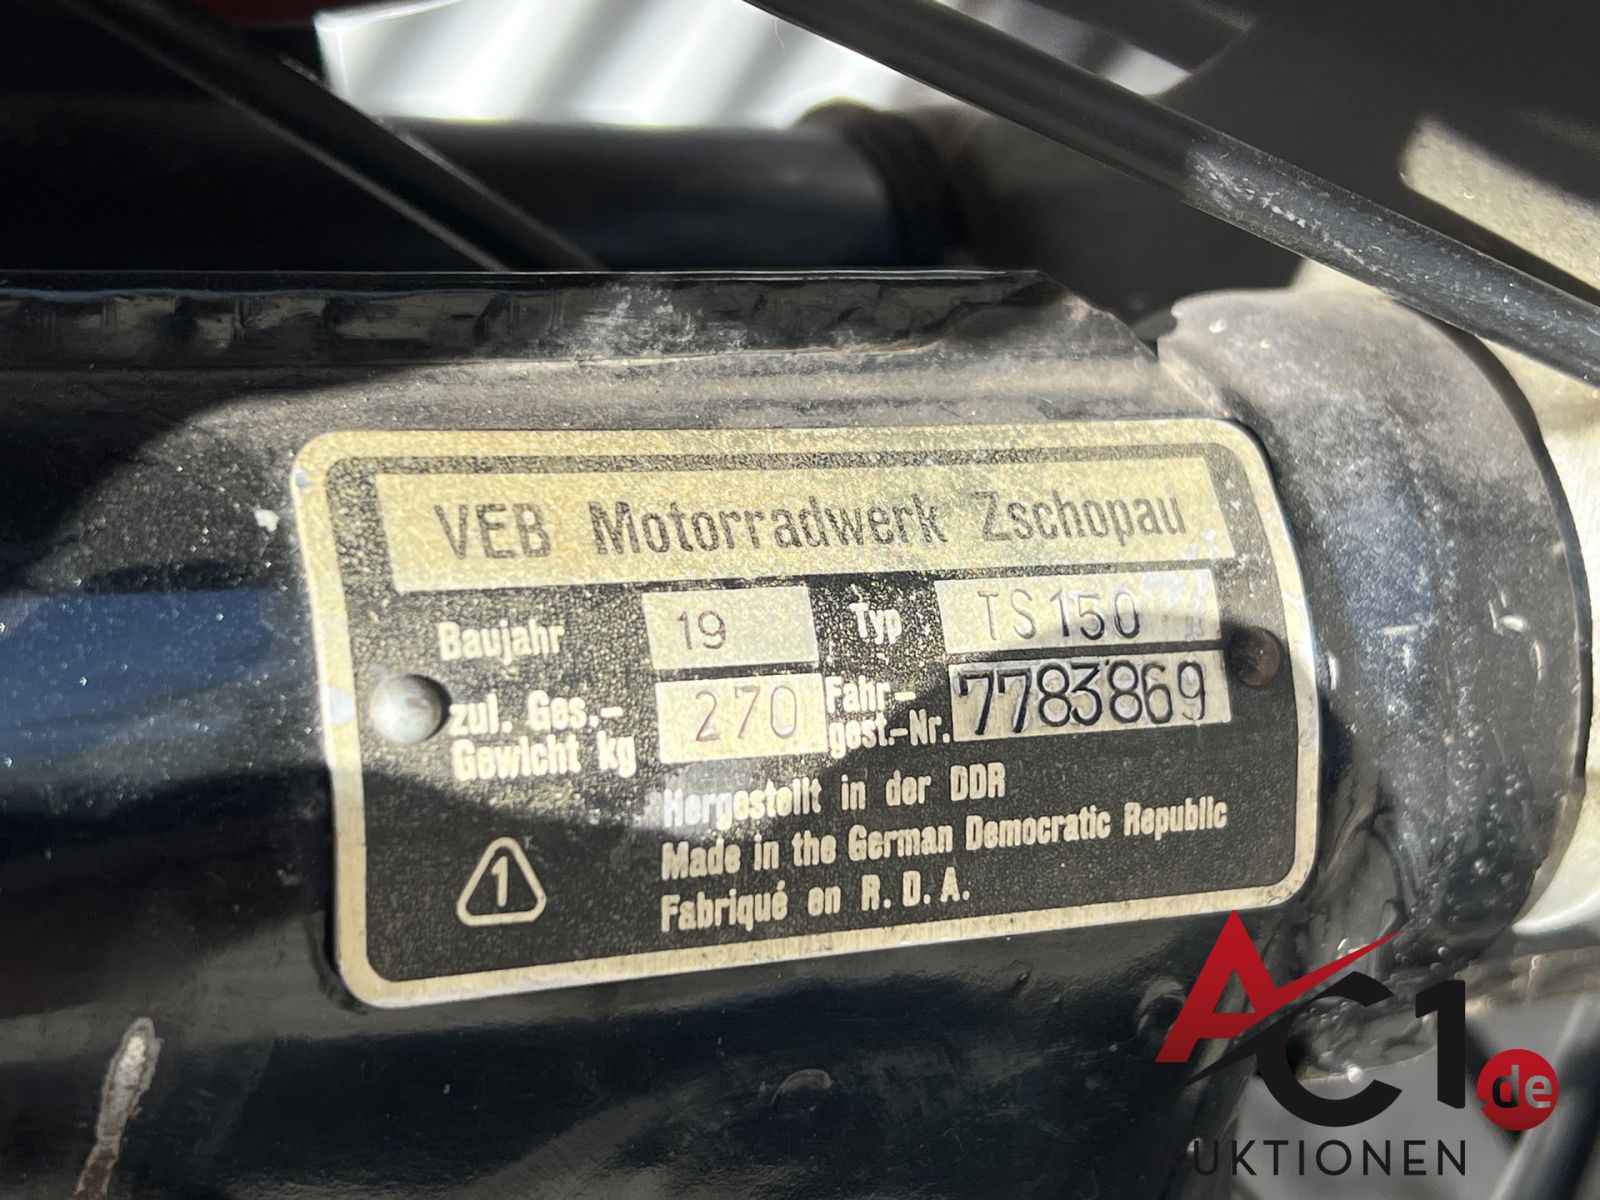 VEB Motorradwerk Zschopau
Baujahr 19 Typ TS150
zul. Ges.-
Gewicht kg 270 Fahr-
gest.-Nr. 7783869
Hergestellt in der DDR
Made in the German Democratic Republic
Fabriqué en R. D. A.
1
AC1.de
AUKTIONEN